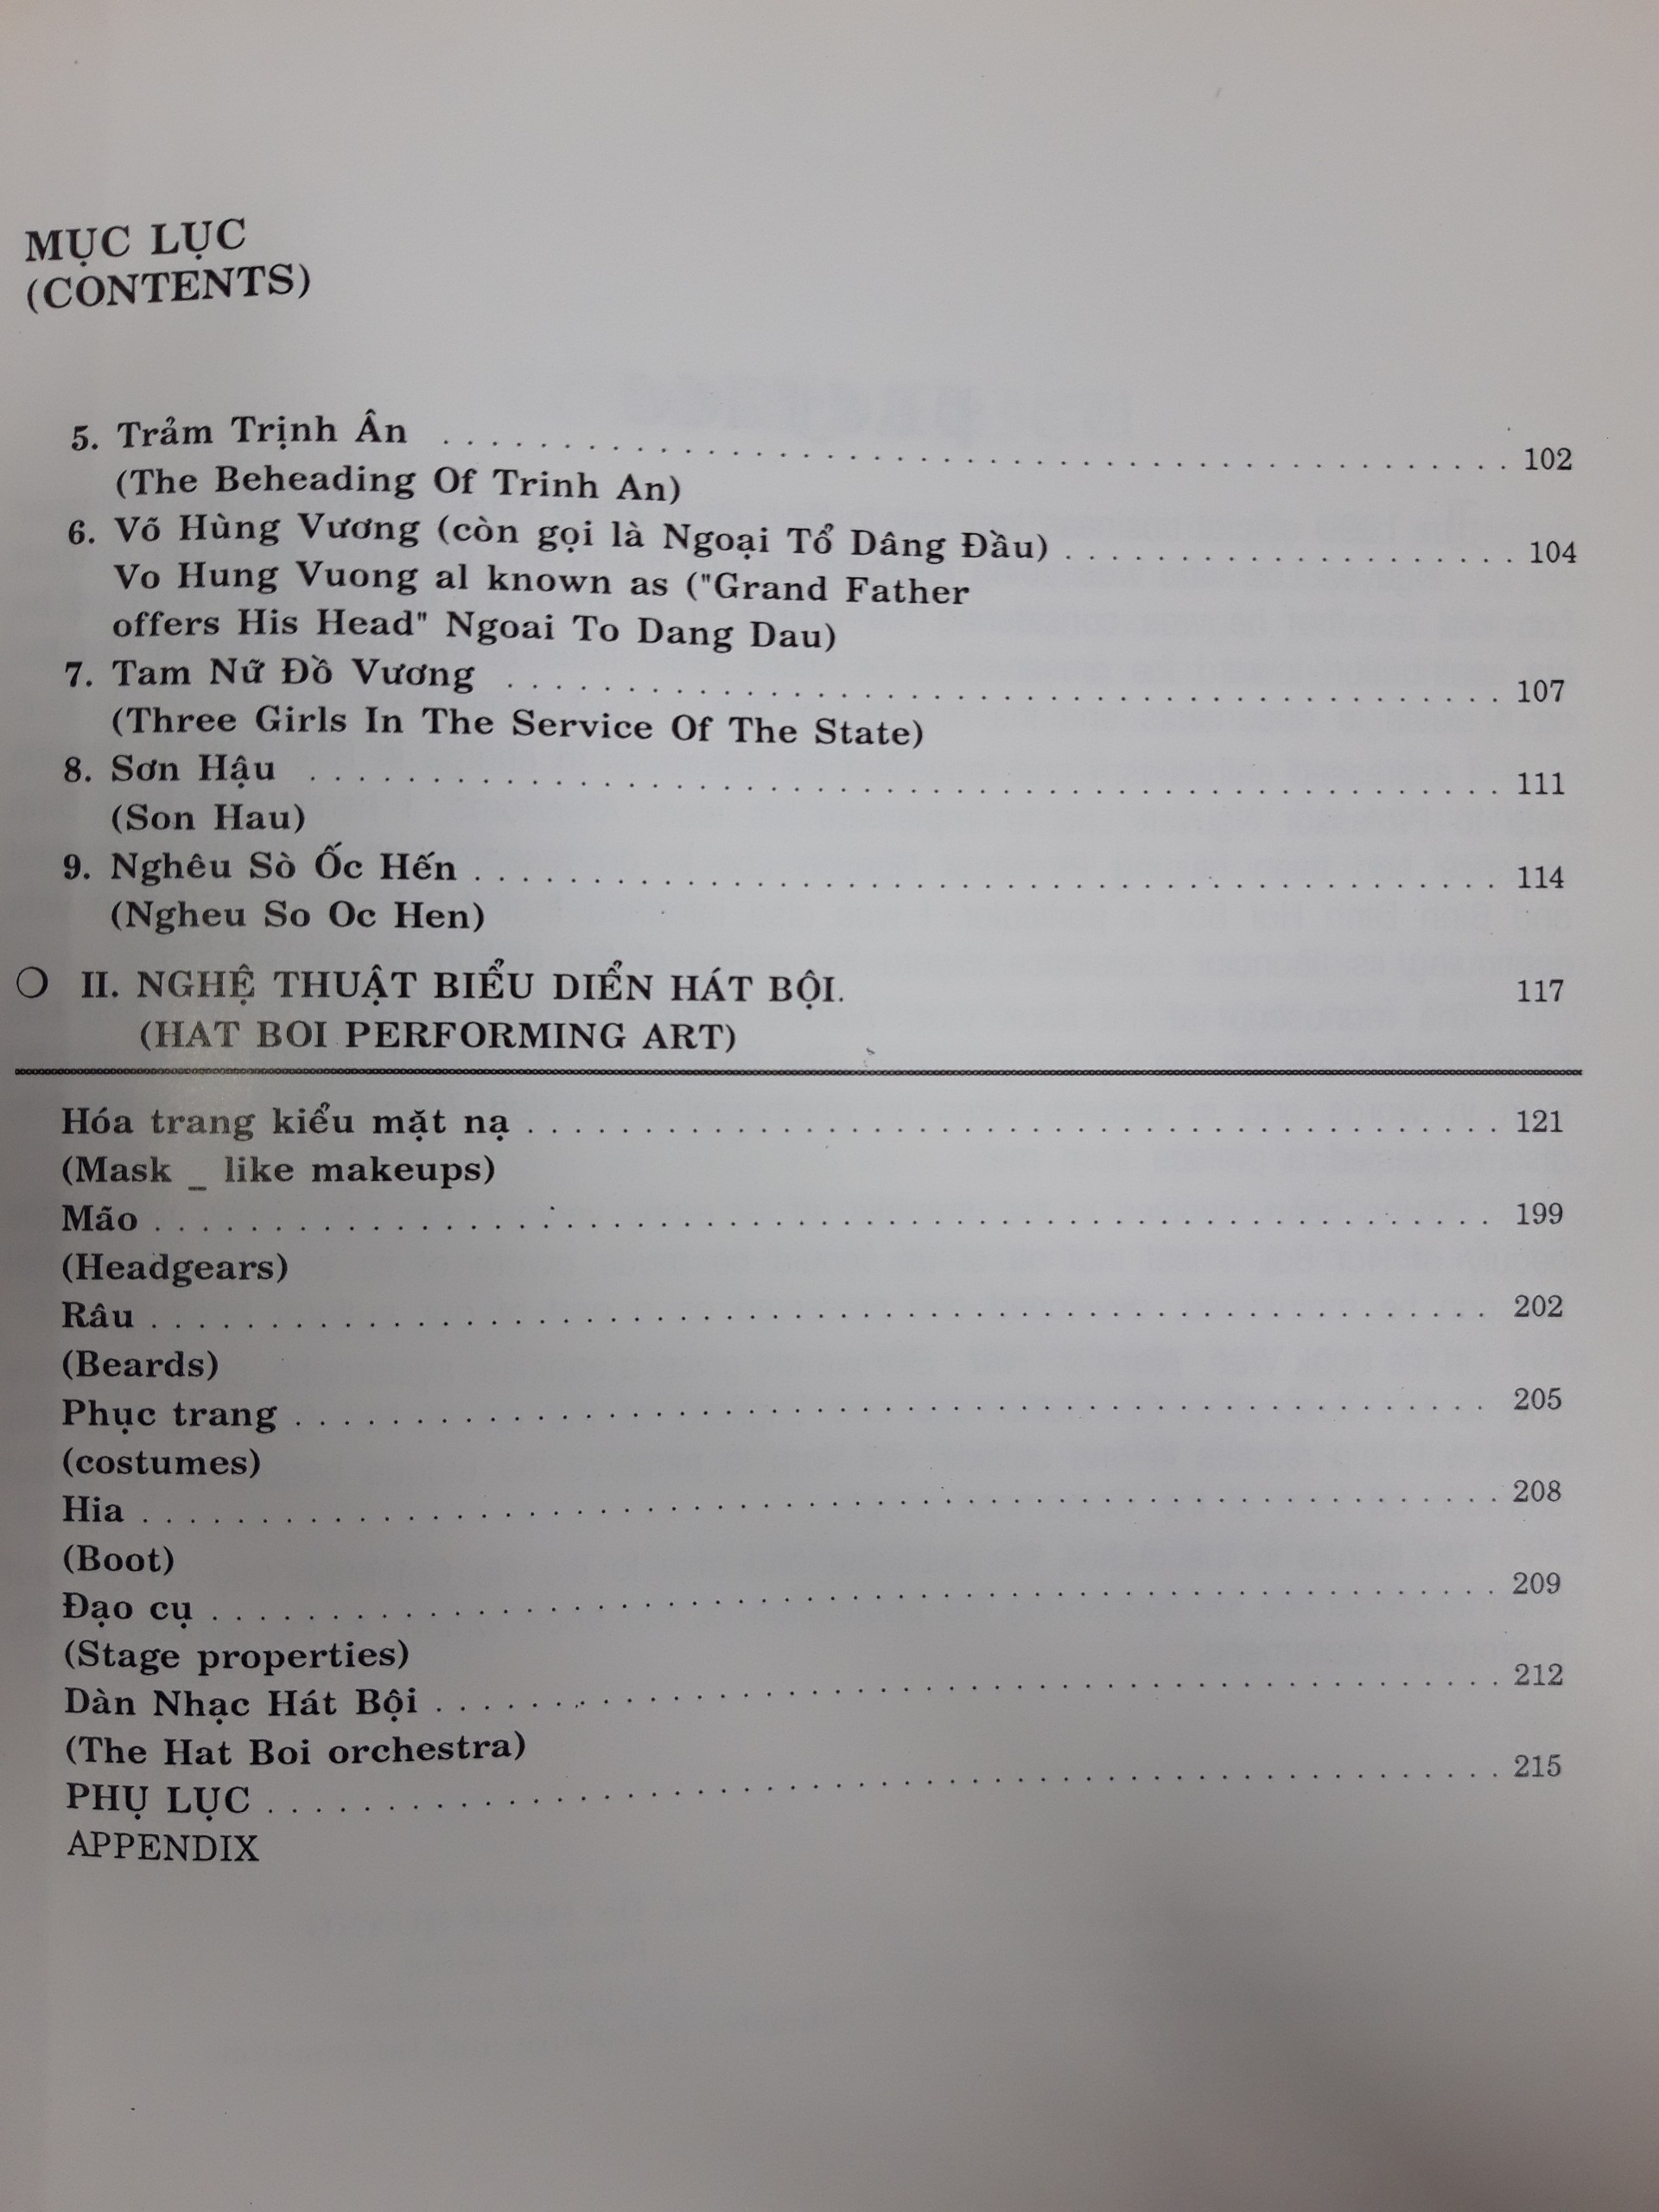 MỤC LỤC
(CONTENTS)
5. Trảm Trịnh Ân . . . . . . . . . . . . . . . . . . . . . . . . . . . . . . 102
(The Beheading Of Trinh An)
6. Võ Hùng Vương (còn gọi là Ngoại Tổ Dâng Đầu) . . . . . . . . . . . . . . . . . . . 104
Vo Hung Vuong al known as ("Grand Father
offers His Head" Ngoai To Dang Dau)
7. Tam Nữ Đồ Vương . . . . . . . . . . . . . . . . . . . . . . . . . . . . . . 107
(Three Girls In The Service Of The State)
8. Sơn Hậu . . . . . . . . . . . . . . . . . . . . . . . . . . . . . . 111
(Son Hau)
9. Nghêu Sò Ốc Hến . . . . . . . . . . . . . . . . . . . . . . . . . . . . . . 114
(Ngheu So Oc Hen)
II. NGHỆ THUẬT BIỂU DIỂN HÁT BỘI. 117
(HAT BOI PERFORMING ART)
Hóa trang kiểu mặt nạ . . . . . . . . . . . . . . . . . . . . . . . . . . . . . . 121
(Mask _ like makeups)
Mão . . . . . . . . . . . . . . . . . . . . . . . . . . . . . . 199
(Headgears)
Râu . . . . . . . . . . . . . . . . . . . . . . . . . . . . . . 202
(Beards)
Phục trang . . . . . . . . . . . . . . . . . . . . . . . . . . . . . . 205
(costumes)
Hia . . . . . . . . . . . . . . . . . . . . . . . . . . . . . . 208
(Boot)
Đạo cụ . . . . . . . . . . . . . . . . . . . . . . . . . . . . . . 209
(Stage properties)
Dàn Nhạc Hát Bội . . . . . . . . . . . . . . . . . . . . . . . . . . . . . . 212
(The Hat Boi orchestra)
PHỤ LỤC . . . . . . . . . . . . . . . . . . . . . . . . . . . . . . 215
APPENDIX